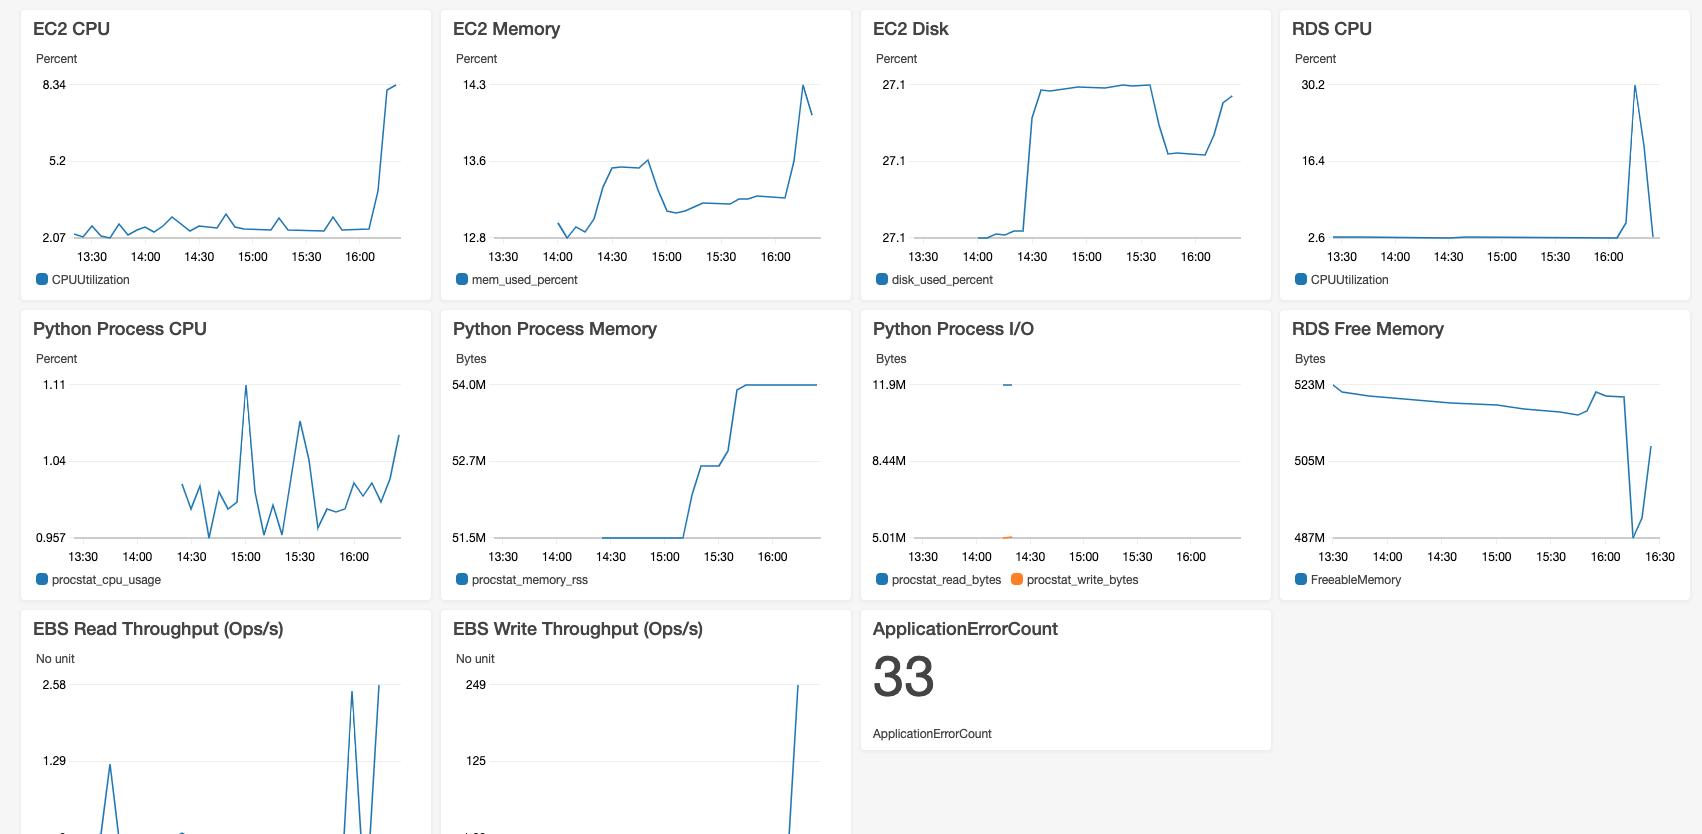 EC2 CPU
Percent
8.34
5.2
2.07
13:30 14:00 14:30 15:00 15:30 16:00
CPUUtilization
EC2 Memory
Percent
14.3
13.6
12.8
13:30 14:00 14:30 15:00 15:30 16:00
mem_used_percent
EC2 Disk
Percent
27.1
27.1
27.1
13:30 14:00 14:30 15:00 15:30 16:00
disk_used_percent
RDS CPU
Percent
30.2
16.4
2.6
13:30 14:00 14:30 15:00 15:30 16:00
CPUUtilization
Python Process CPU
Percent
1.11
1.04
0.957
13:30 14:00 14:30 15:00 15:30 16:00
procstat_cpu_usage
Python Process Memory
Bytes
54.0M
52.7M
51.5M
13:30 14:00 14:30 15:00 15:30 16:00
procstat_memory_rss
Python Process I/O
Bytes
11.9M
8.44M
5.01M
13:30 14:00 14:30 15:00 15:30 16:00
procstat_read_bytes procstat_write_bytes
RDS Free Memory
Bytes
523M
505M
487M
13:30 14:00 14:30 15:00 15:30 16:00 16:30
FreeableMemory
EBS Read Throughput (Ops/s)
No unit
2.58
1.29
EBS Write Throughput (Ops/s)
No unit
249
125
ApplicationErrorCount
33
ApplicationErrorCount